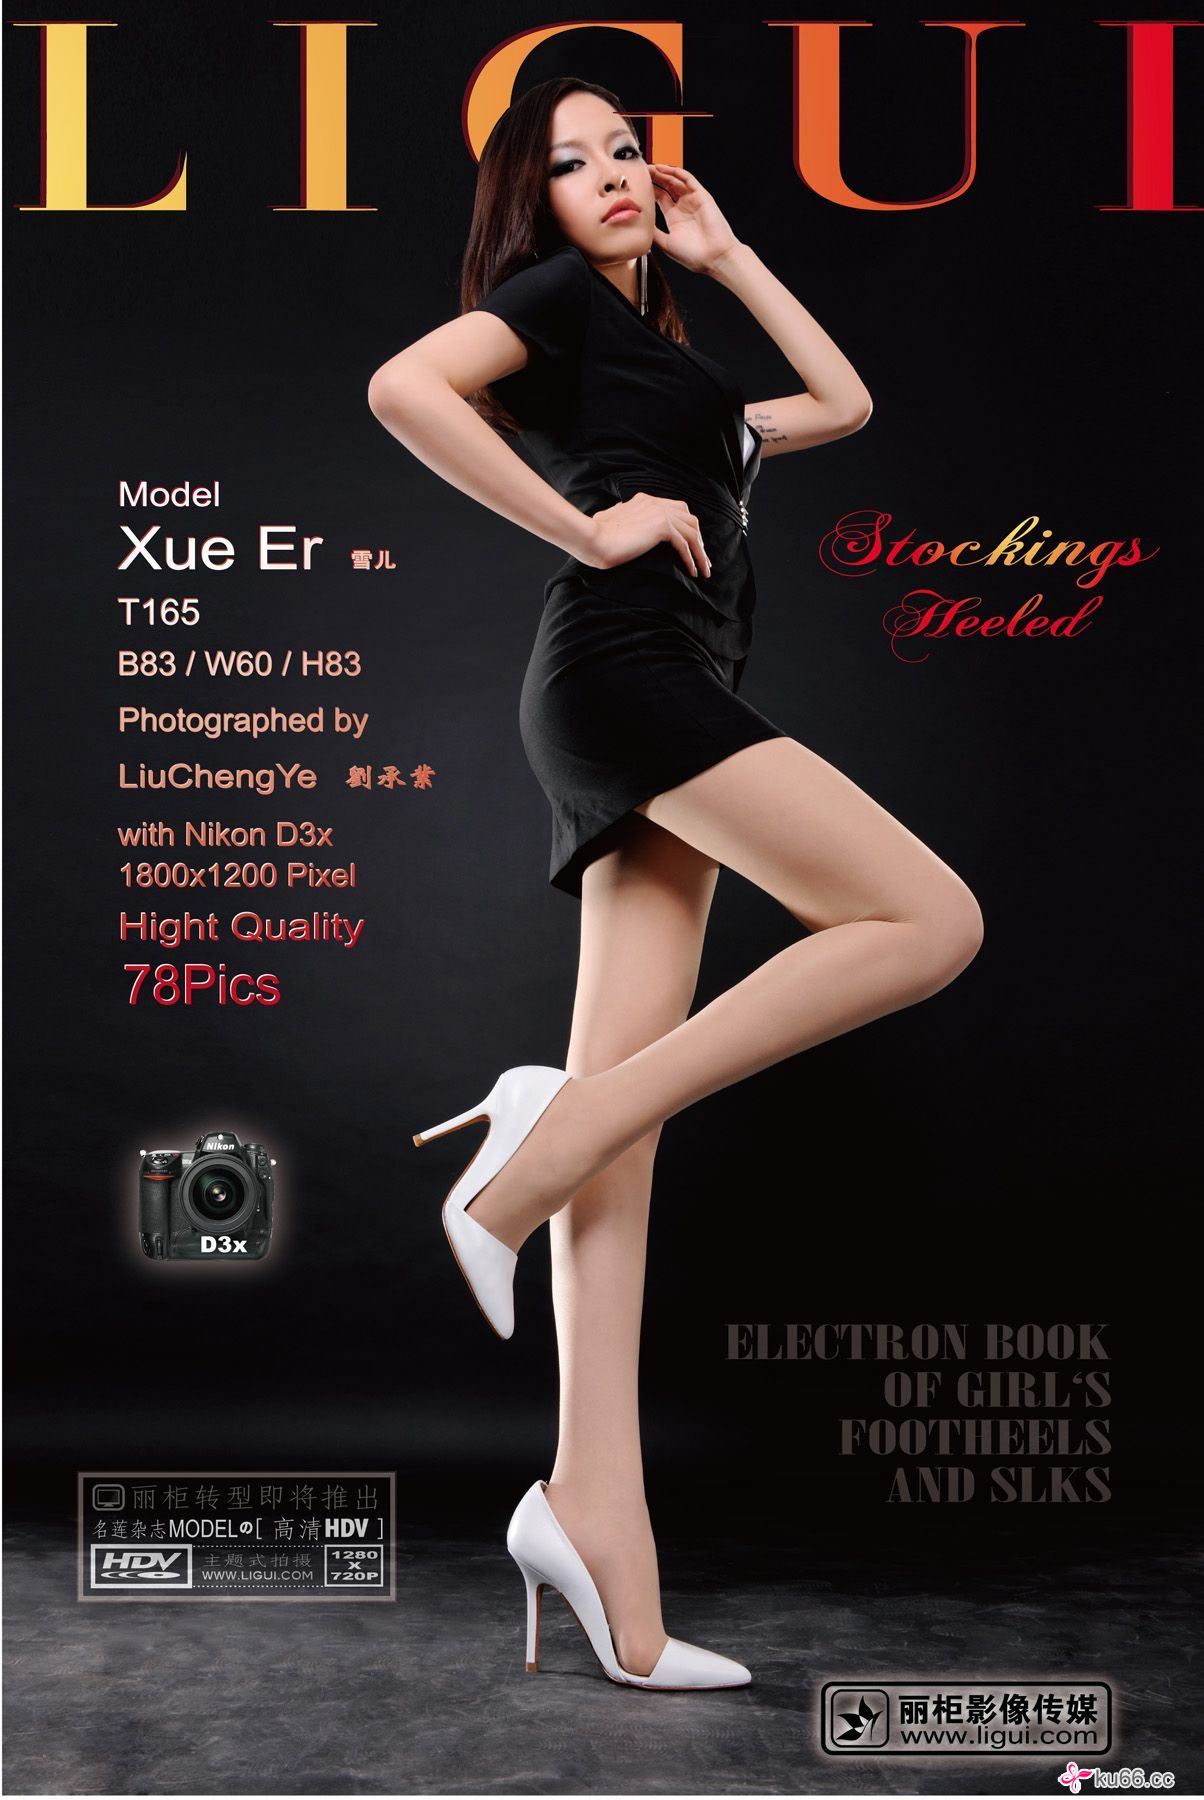 LIGUI
Model
Xue Er 雪儿
T165
B83 / W60 / H83
Photographed by
LiuChengYe 劉承業
with Nikon D3x
1800x1200 Pixel
Hight Quality
78Pics
Stockings
Heeled
Nikon
D3x
ELECTRON BOOK
OF GIRL'S
FOOTHEELS
AND SLKS
丽柜转型即将推出
名莲杂志MODELの[ 高清HDV ]
HDV 主题式拍摄 1280
WWW.LIGUI.COM X
720P
丽柜影像传媒
www.ligui.com
ku66.cc